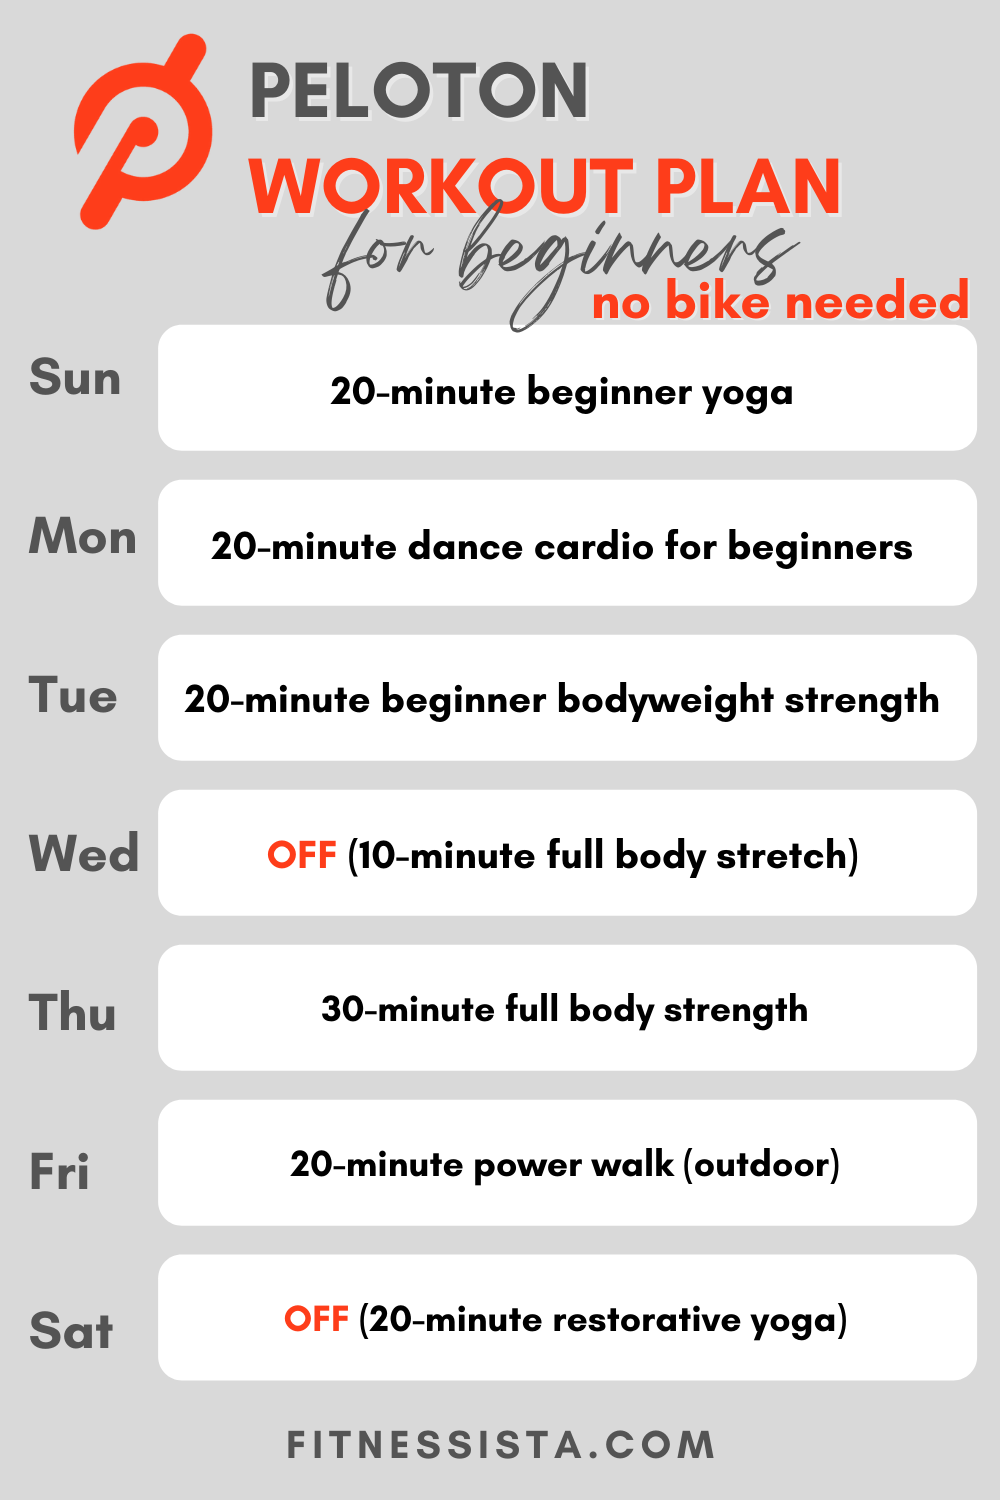 PELOTON
WORKOUT PLAN
for beginners
no bike needed
Sun
20-minute beginner yoga
Mon
20-minute dance cardio for beginners
Tue
20-minute beginner bodyweight strength
Wed
OFF (10-minute full body stretch)
Thu
30-minute full body strength
Fri
20-minute power walk (outdoor)
Sat
OFF (20-minute restorative yoga)
FITNESSISTA.COM